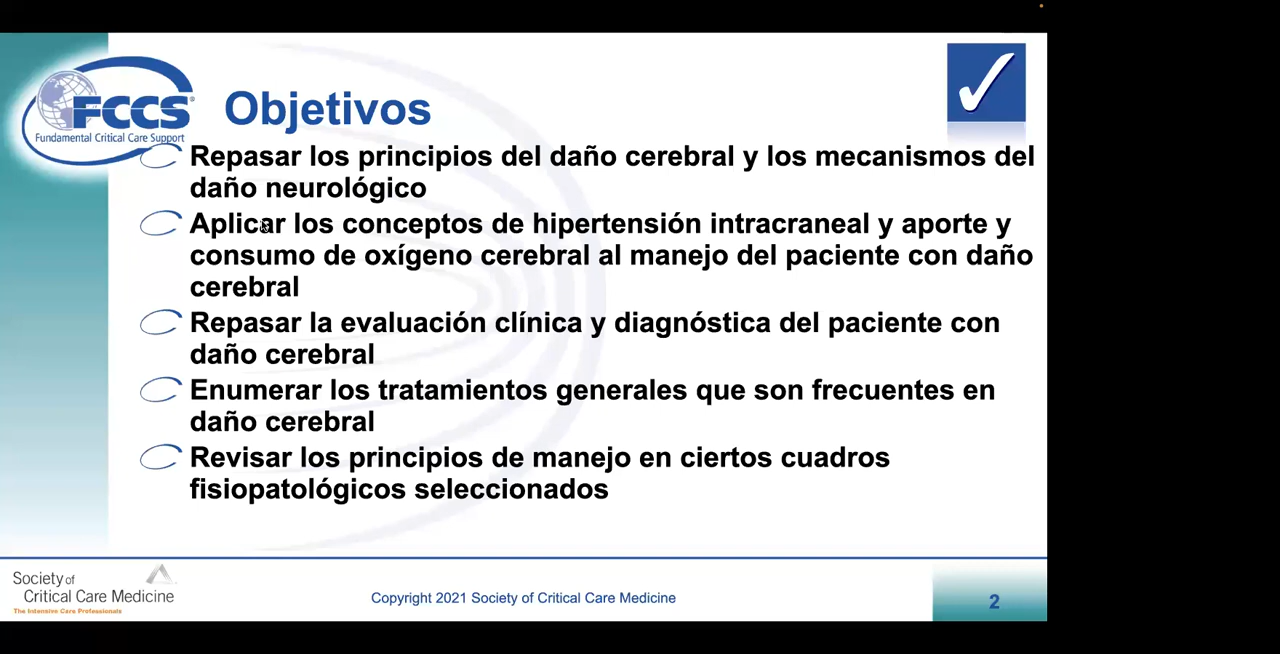 FCCS®
Fundamental Critical Care Support
Objetivos
Repasar los principios del daño cerebral y los mecanismos del
daño neurológico
Aplicar los conceptos de hipertensión intracraneal y aporte y
consumo de oxígeno cerebral al manejo del paciente con daño
cerebral
Repasar la evaluación clínica y diagnóstica del paciente con
daño cerebral
Enumerar los tratamientos generales que son frecuentes en
daño cerebral
Revisar los principios de manejo en ciertos cuadros
fisiopatológicos seleccionados
Society of
Critical Care Medicine
The Intensive Care Professionals
Copyright 2021 Society of Critical Care Medicine
2